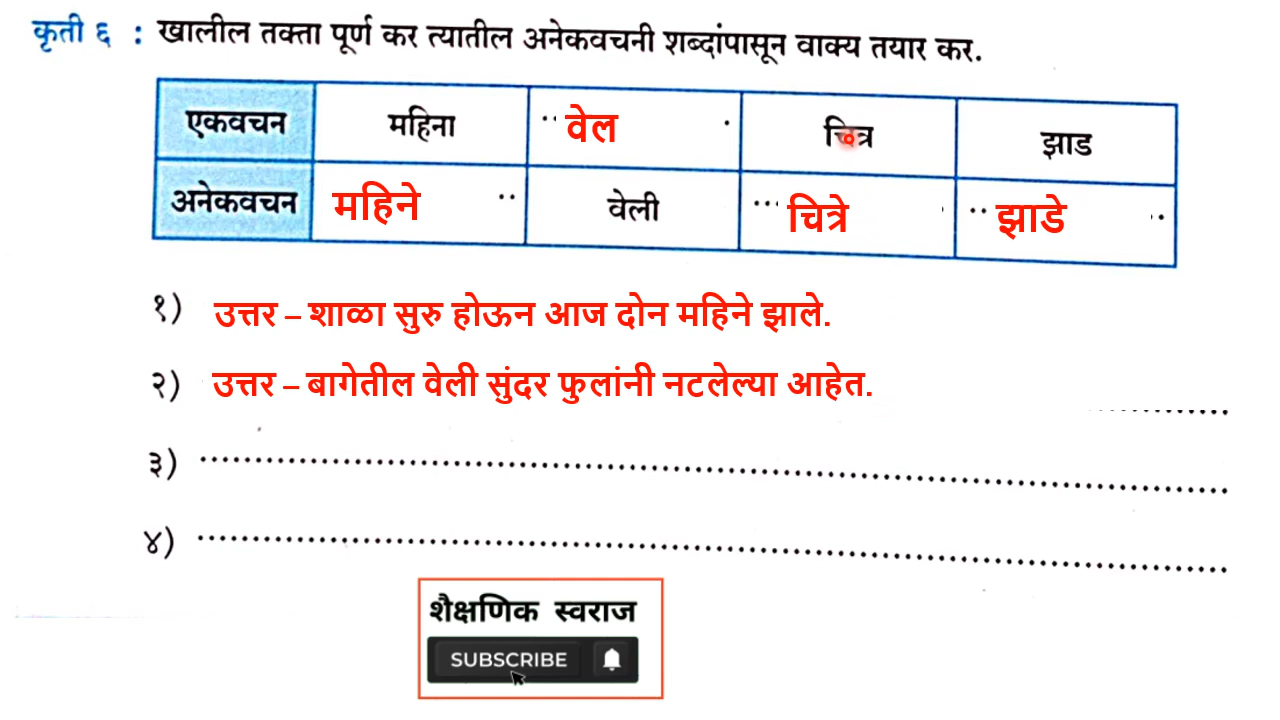 कृती ६ : खालील तक्ता पूर्ण कर त्यातील अनेकवचनी शब्दांपासून वाक्य तयार कर.
एकवचन महिना वेल चित्र झाड
अनेकवचन महिने वेली चित्रे झाडे
१) उत्तर – शाळा सुरु होऊन आज दोन महिने झाले.
२) उत्तर – बागेतील वेली सुंदर फुलांनी नटलेल्या आहेत.
३)
४)
शैक्षणिक स्वराज
SUBSCRIBE